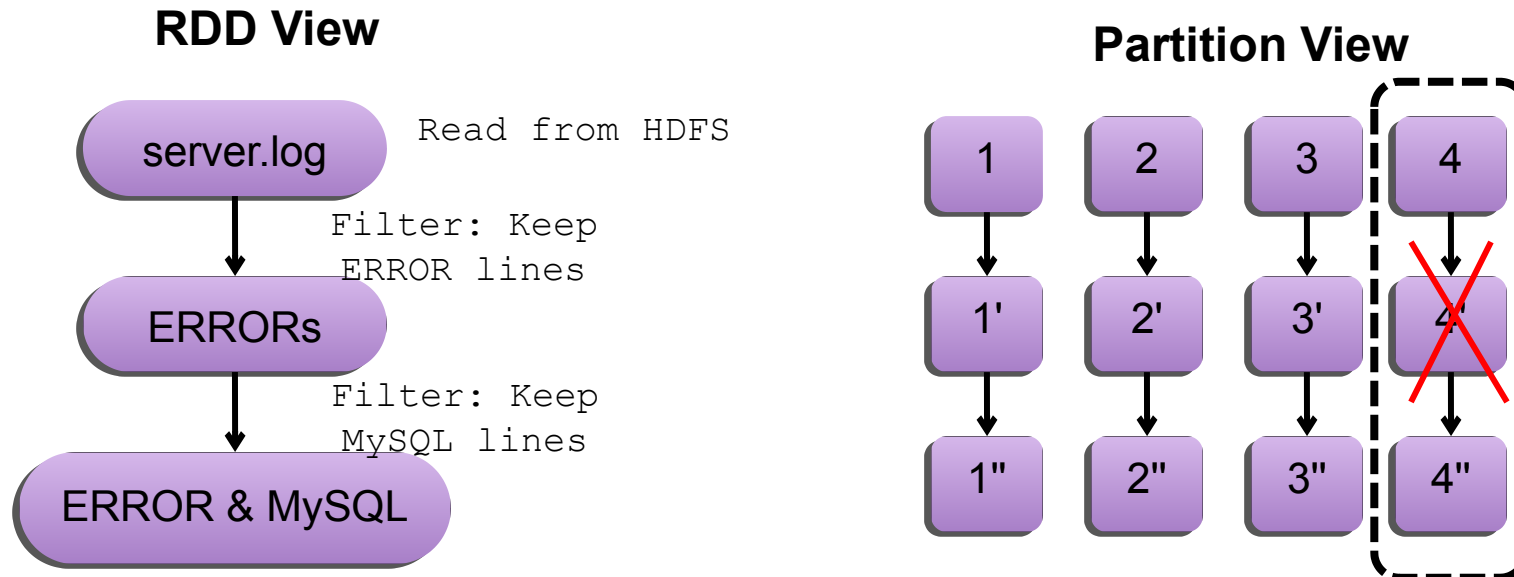 RDD View
server.log
Read from HDFS
Filter: Keep
ERROR lines
ERRORs
Filter: Keep
MySQL lines
ERROR & MySQL
Partition View
1
2
3
4
1'
2'
3'
4'
1"
2"
3"
4"